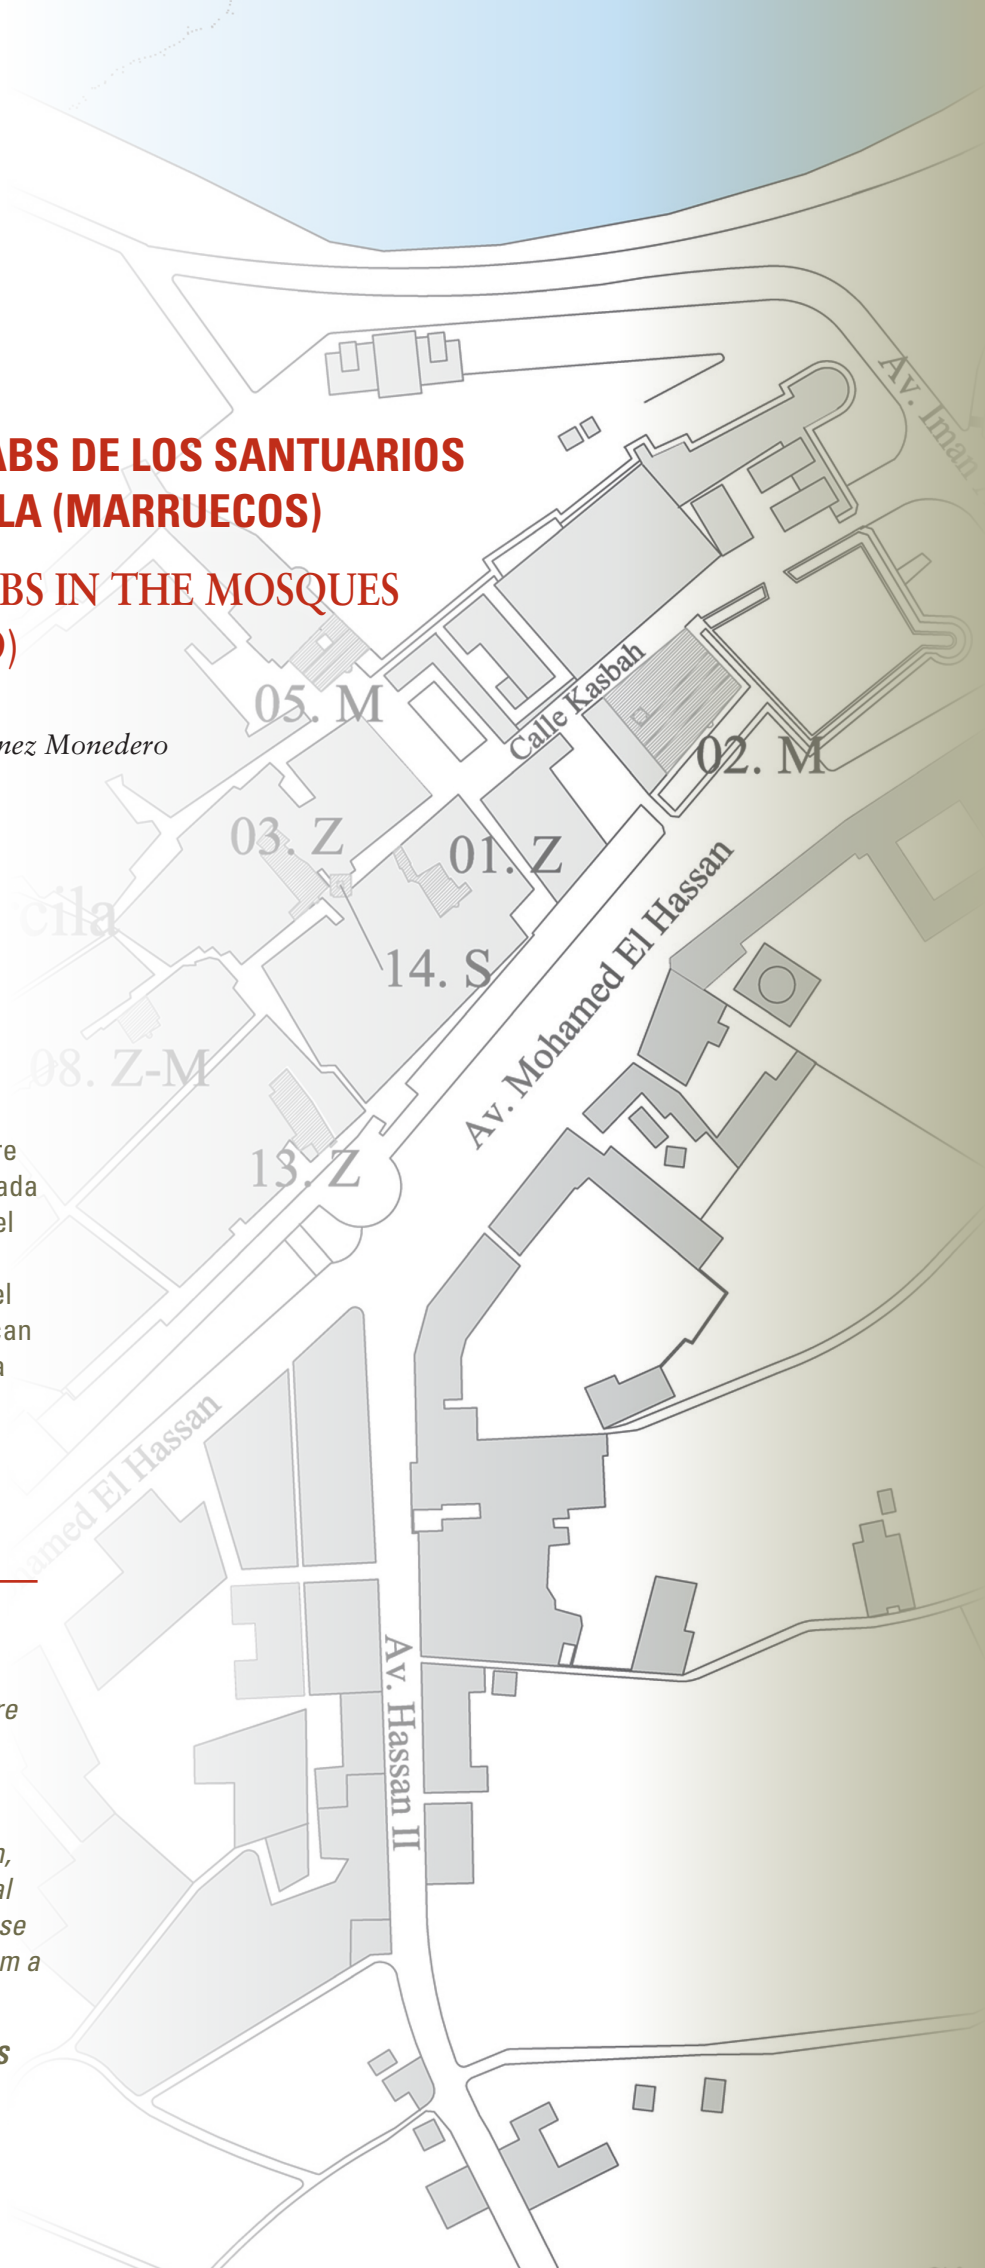 ABS DE LOS SANTUARIOS
LA (MARRUECOS)
BS IN THE MOSQUES
)
nez Monedero
Av. Iman
05. M
Calle Kasbah
02. M
03. Z
01. Z
cila
14. S
Av. Mohamed El Hassan
08. Z-M
13. Z
re
ada
el
el
can
a
amed El Hassan
re
Av. Hassan II
n,
al
se
m a
s